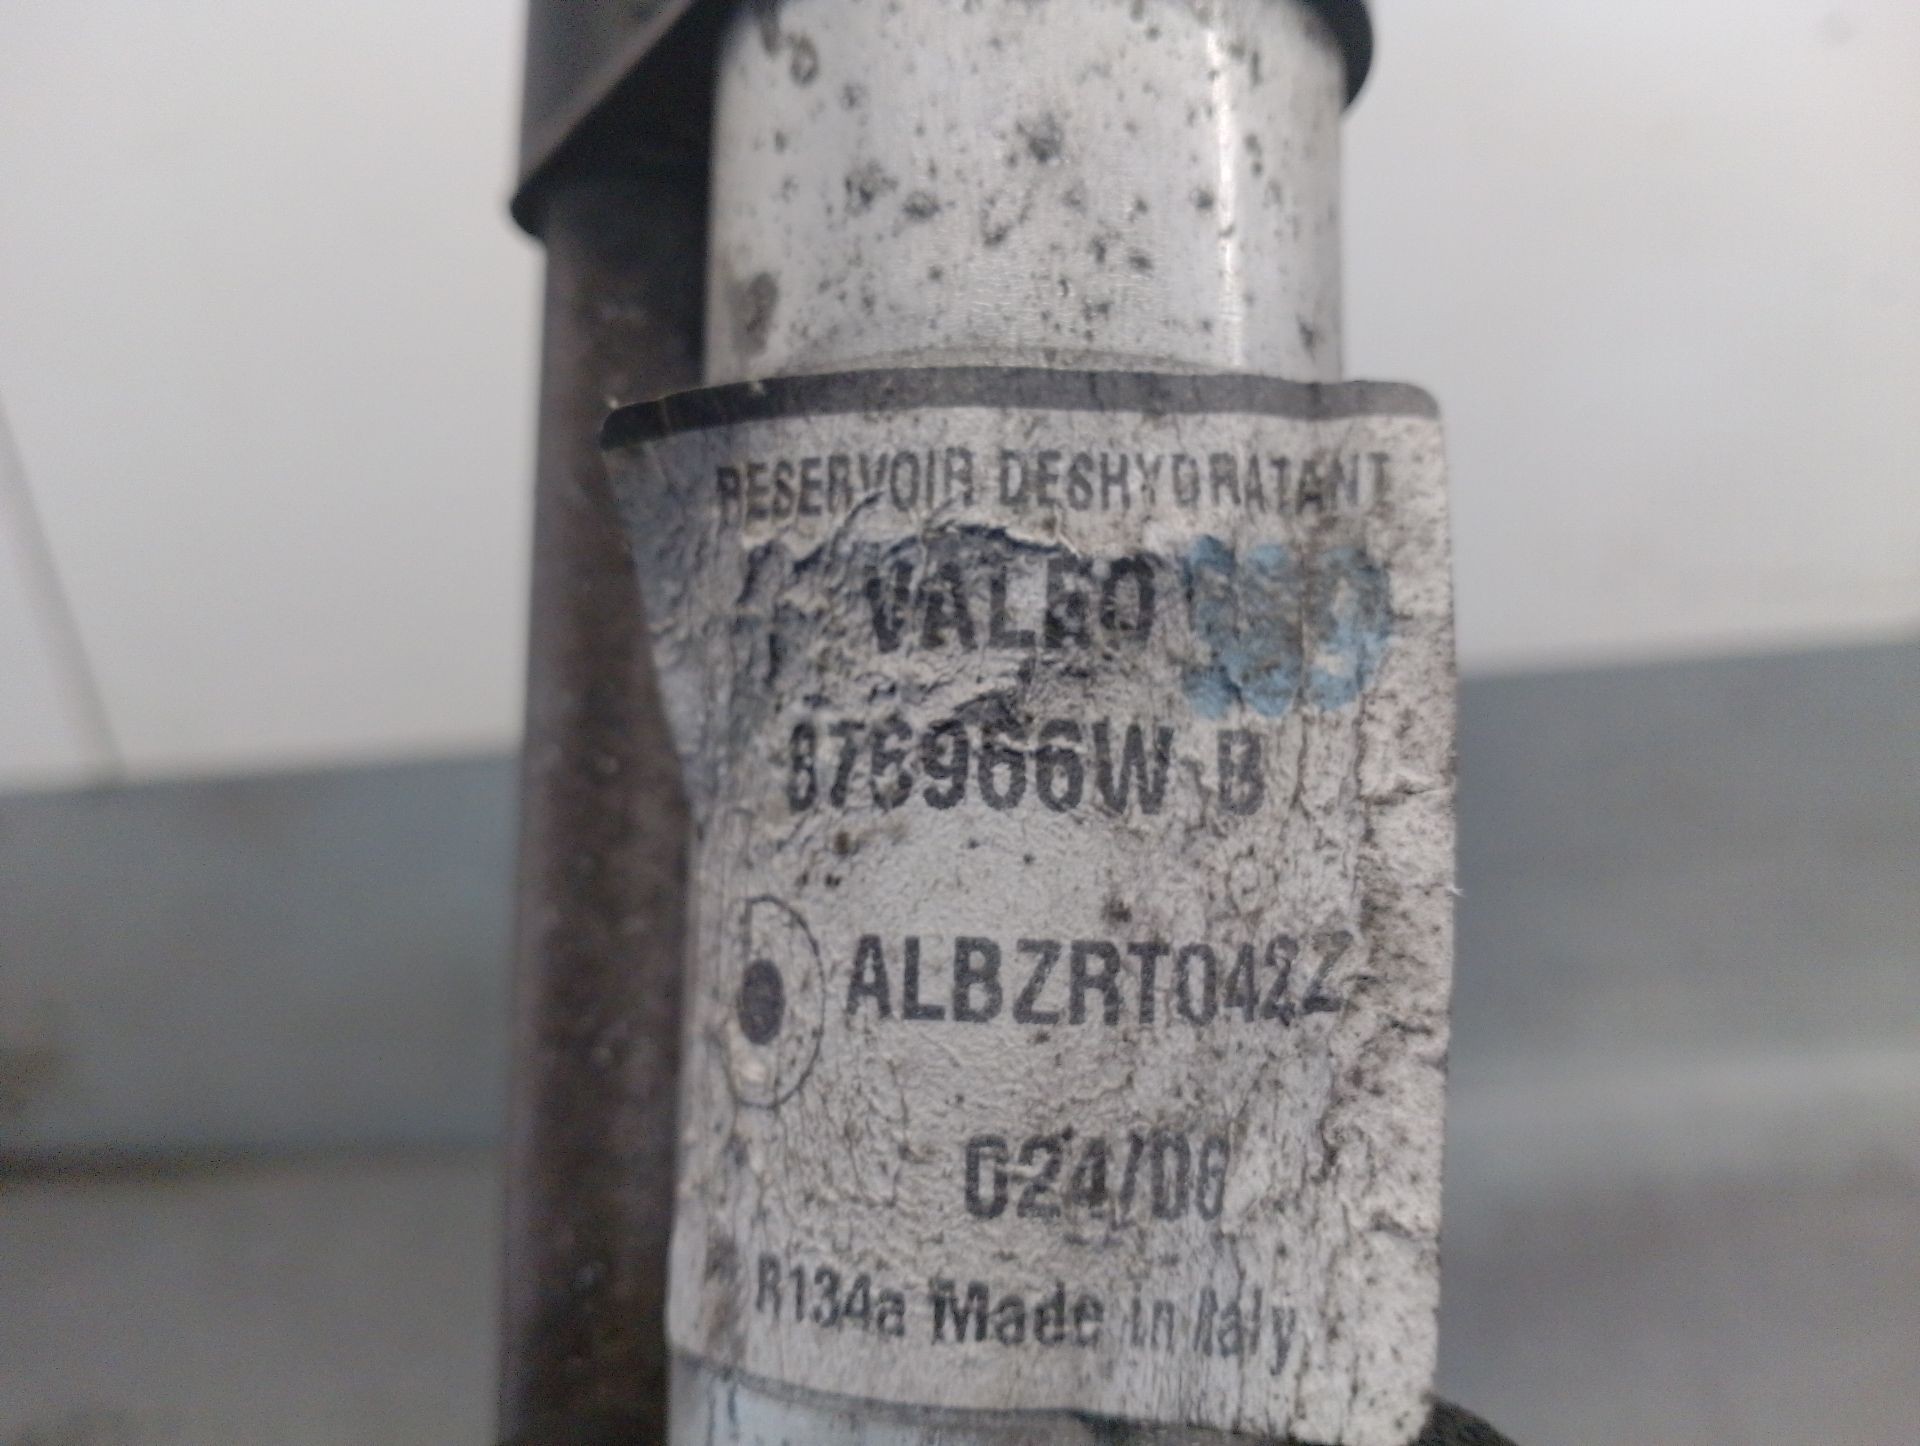 RESERVOIR DESHYDRATANT
VALEO
876966W B
ALBZRT042Z
024/06
R134a Made in Italy